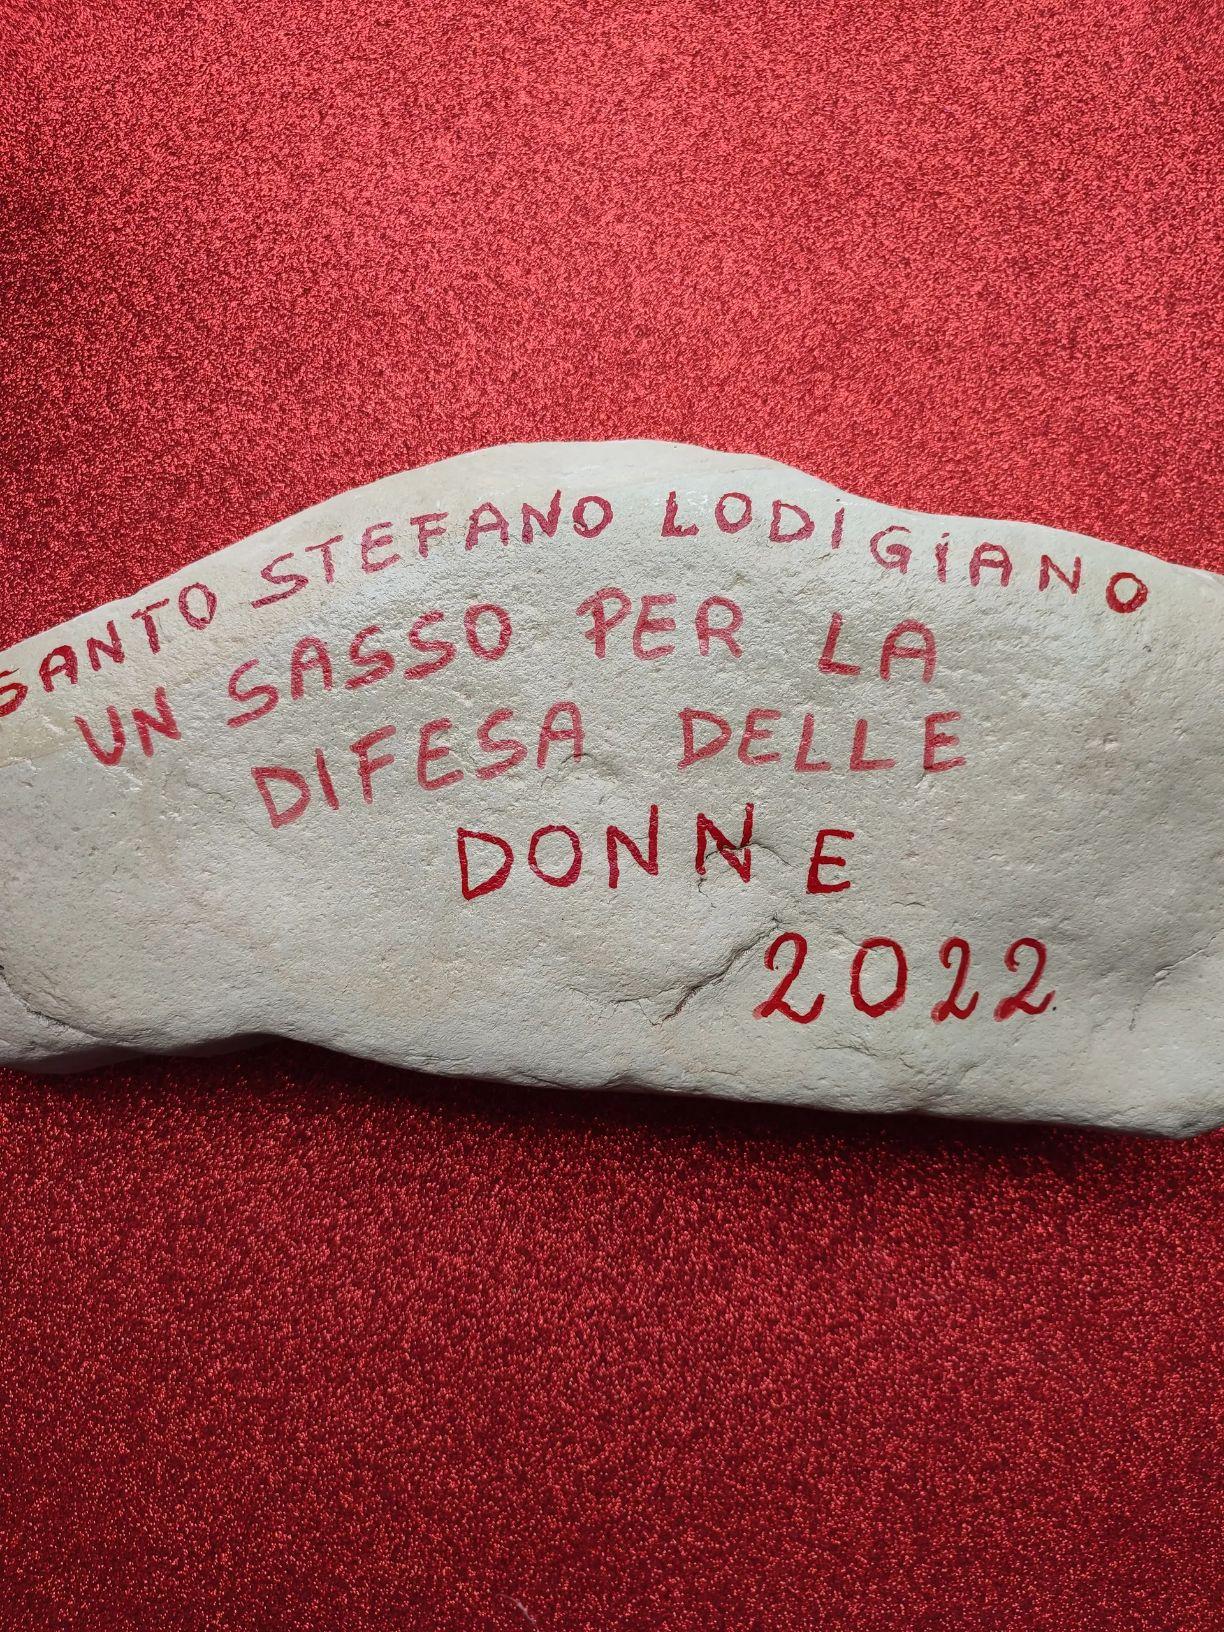 SANTO STEFANO LODIGIANO
UN SASSO PER LA
DIFESA DELLE
DONNE
2022